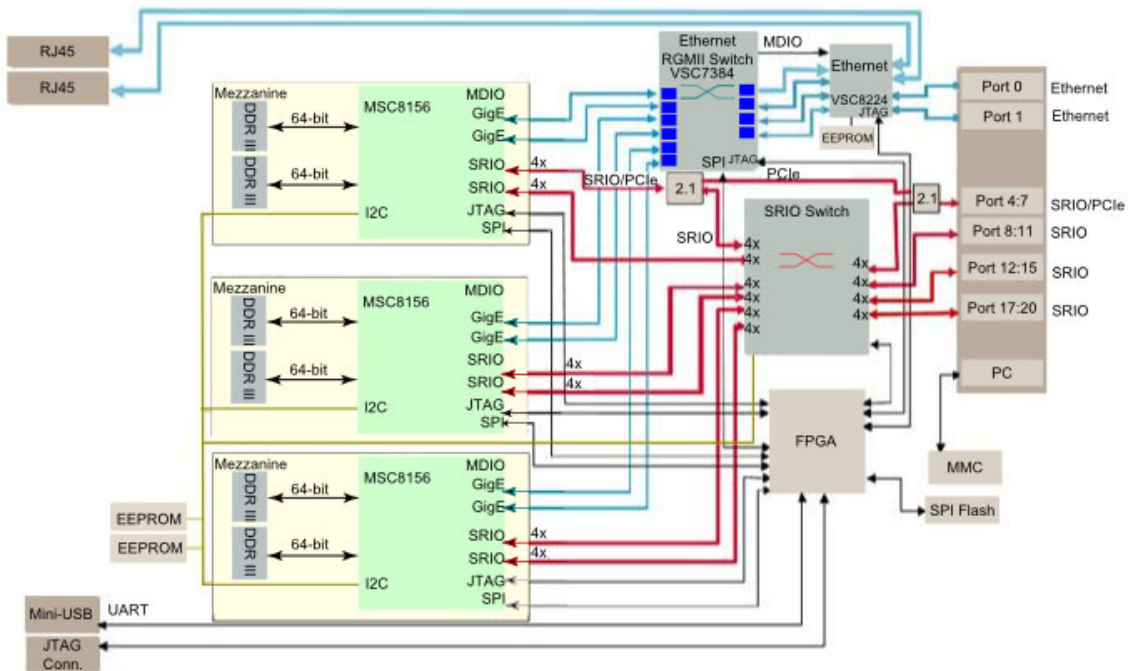 RJ45
RJ45
Ethernet
RGMII Switch
VSC7384
MDIO
Ethernet
VSC8224
JTAG
EEPROM
SPI
JTAG
Port 0
Ethernet
Port 1
Ethernet
Port 4:7
SRIO/PCIe
Port 8:11
SRIO
Port 12:15
SRIO
Port 17:20
SRIO
PC
Mezzanine
DDR III
DDR III
64-bit
64-bit
MSC8156
MDIO
GigE
GigE
SRIO
SRIO
I2C
JTAG
SPI
4x
4x
SRIO/PCIe
2.1
PCIe
2.1
SRIO
SRIO Switch
4x
4x
4x
4x
4x
4x
4x
4x
4x
4x
Mezzanine
DDR III
DDR III
64-bit
64-bit
MSC8156
MDIO
GigE
GigE
SRIO
SRIO
I2C
JTAG
SPI
4x
4x
FPGA
MMC
SPI Flash
Mezzanine
DDR III
DDR III
64-bit
64-bit
MSC8156
MDIO
GigE
GigE
SRIO
SRIO
I2C
JTAG
SPI
4x
4x
EEPROM
EEPROM
Mini-USB
UART
JTAG
Conn.